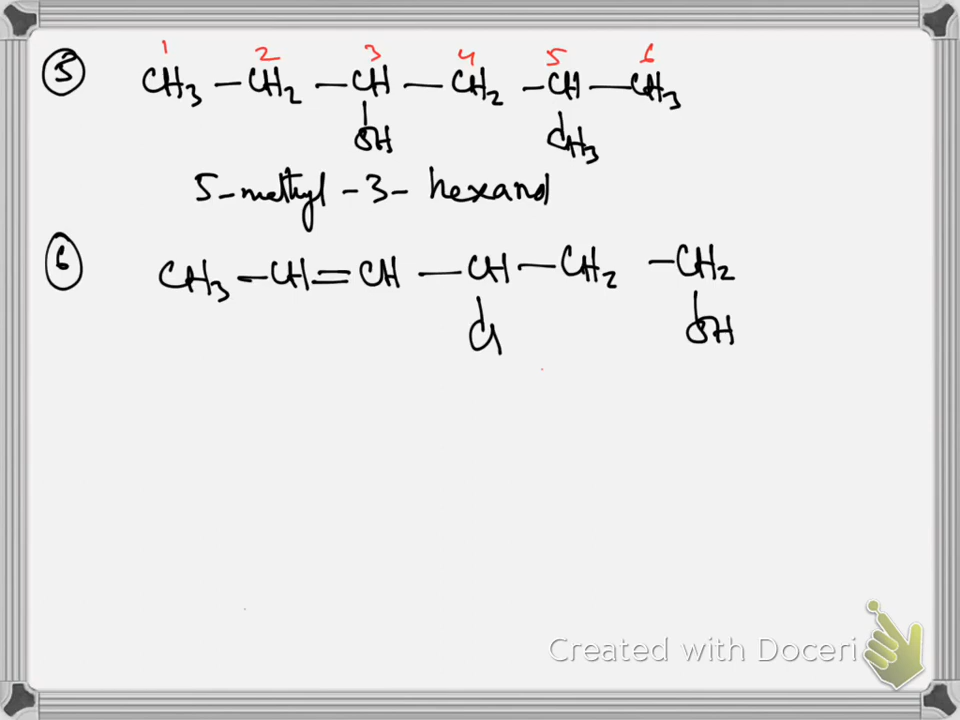 1 2 3 4 5 6
5 CH3 - CH2 - CH - CH2 - CH - CH3
OH CH3
5-methyl-3-hexanol
6 CH3 - CH = CH - CH - CH2 - CH2
Cl OH
Created with Doceri